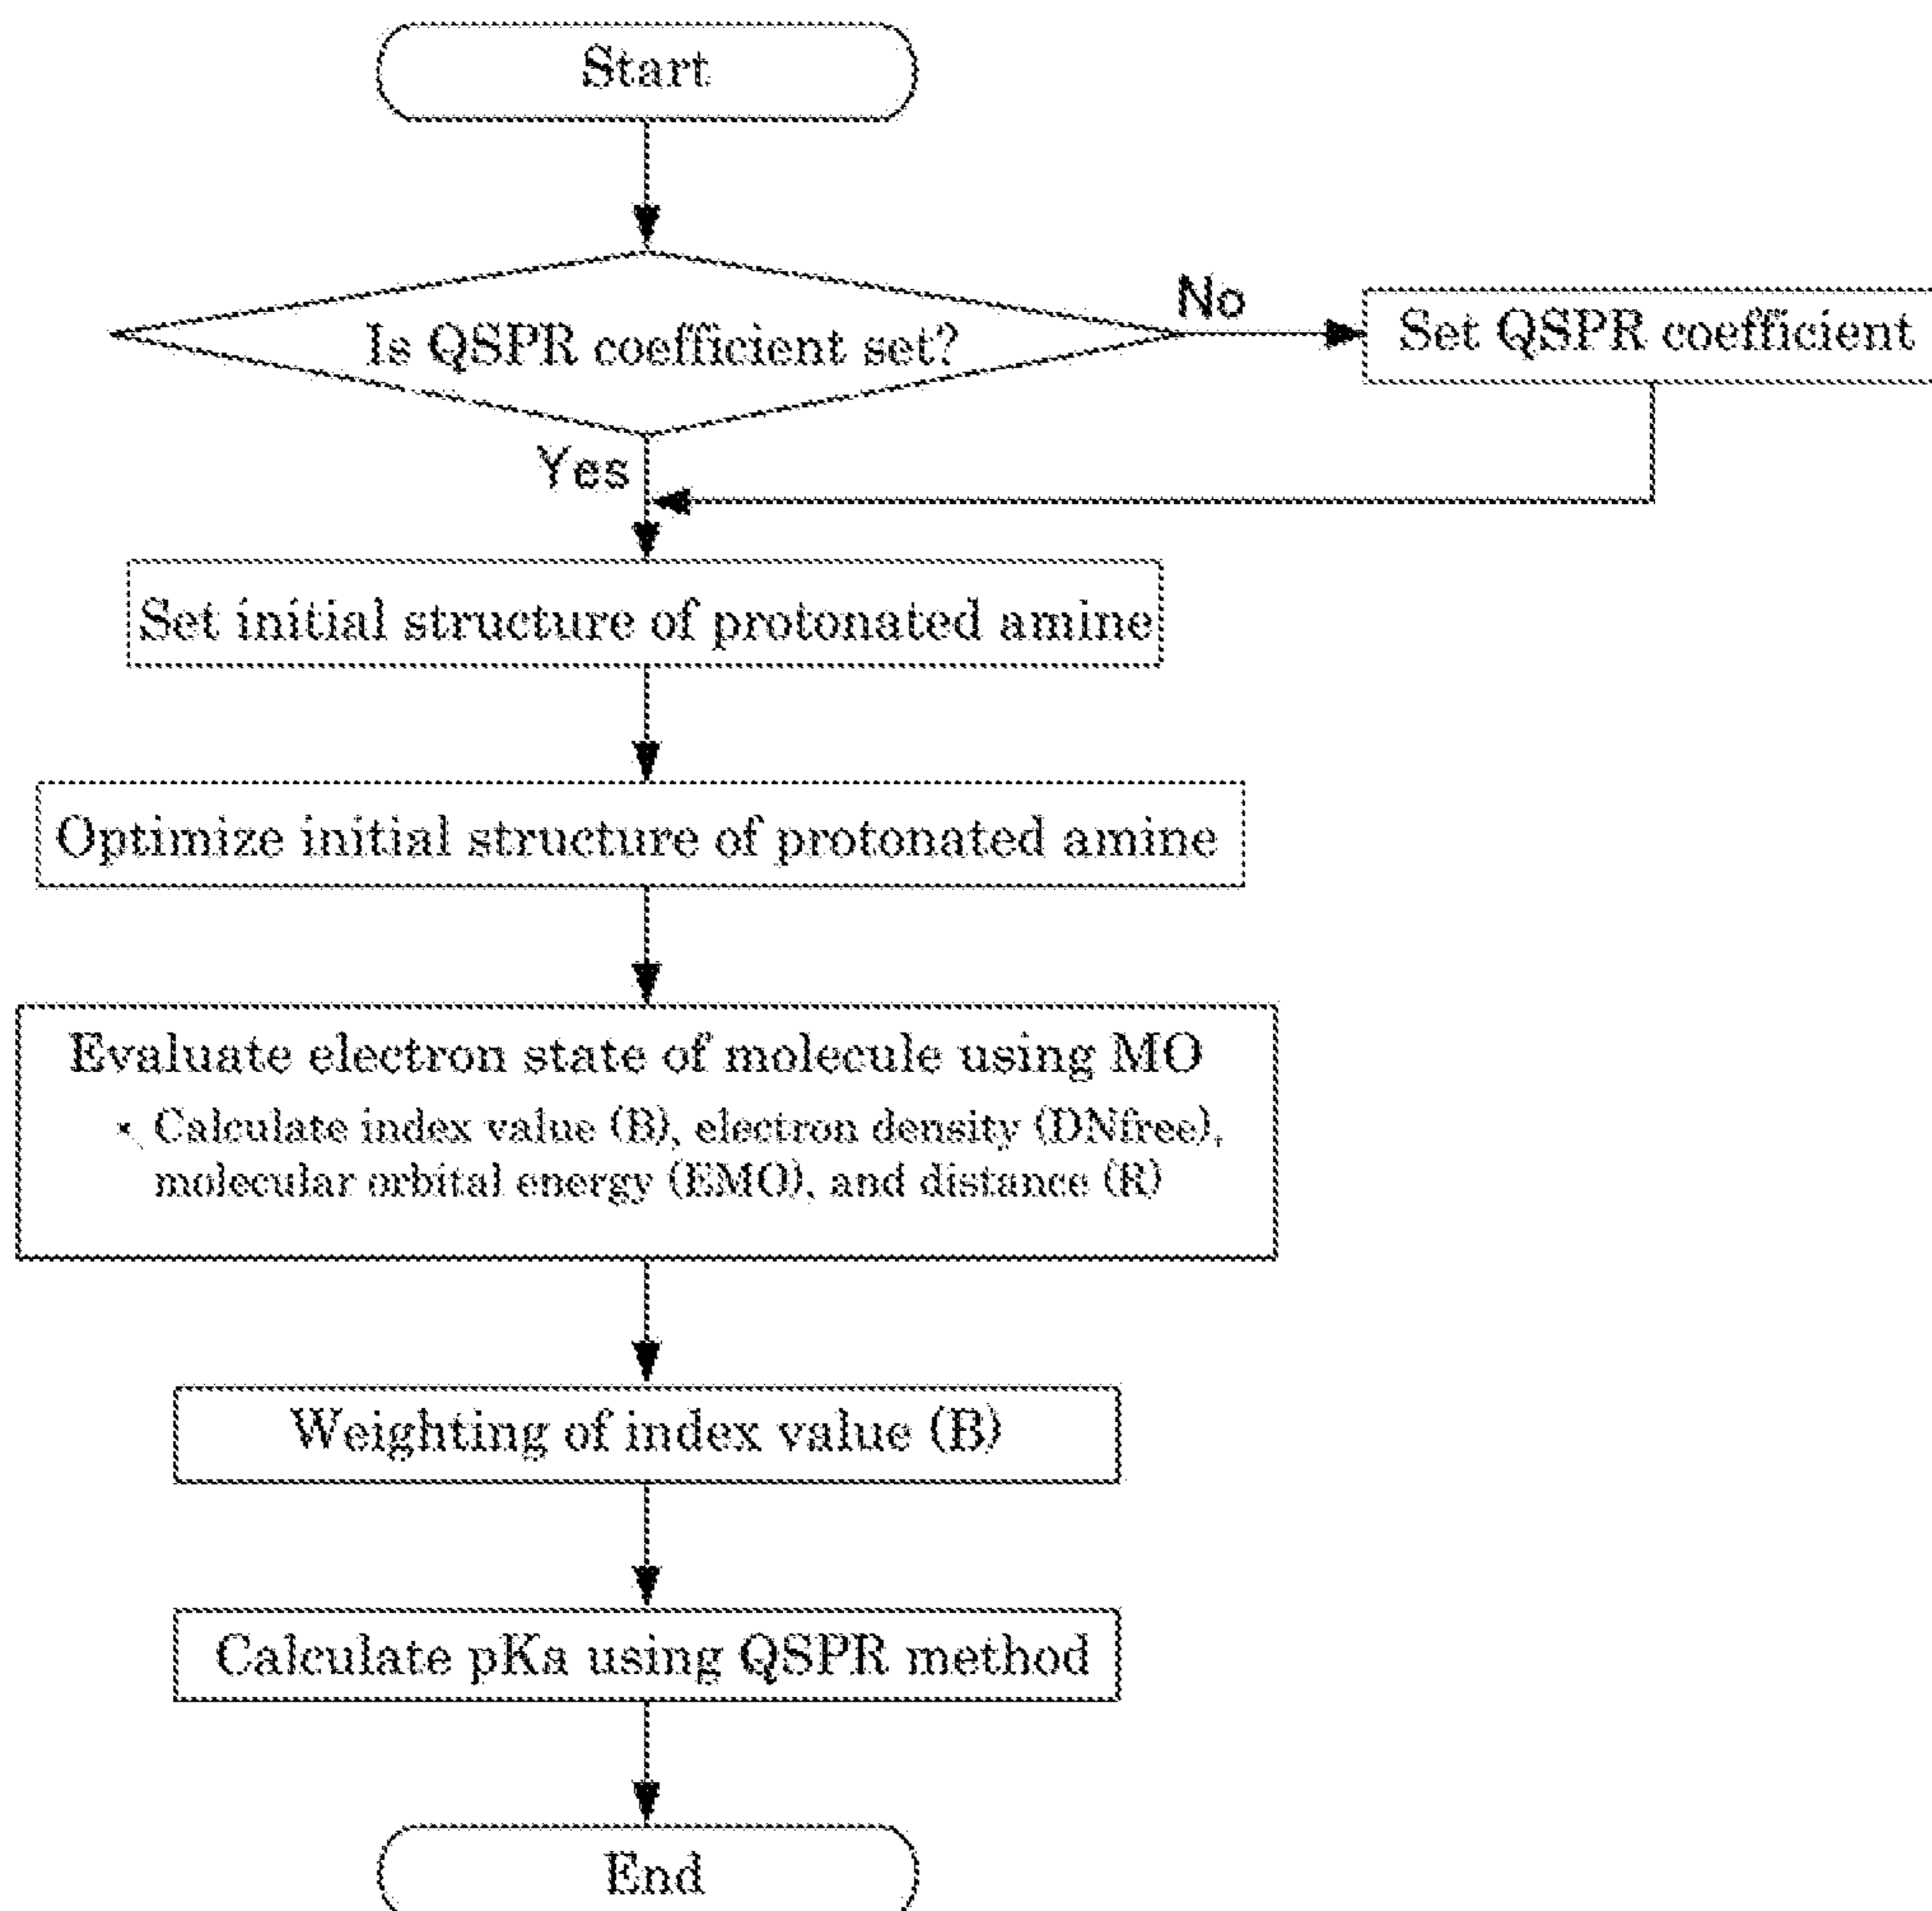 Start
Is QSPR coefficient set?
No
Set QSPR coefficient
Yes
Set initial structure of protonated amine
Optimize initial structure of protonated amine
Evaluate electron state of molecule using MO
・ Calculate index value (B), electron density (DNfree),
molecular orbital energy (EMO), and distance (R)
Weighting of index value (B)
Calculate pKa using QSPR method
End